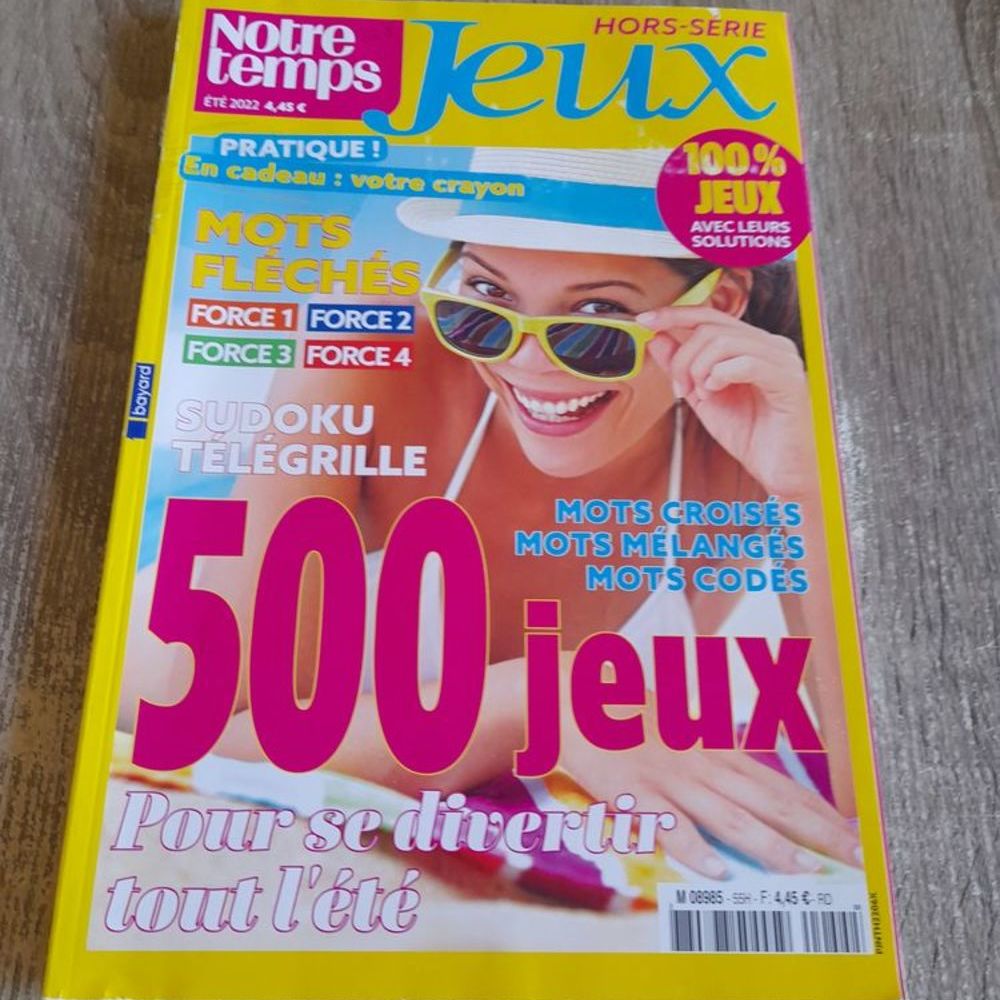 Notre
temps
ÉTÉ 2022 4,45 €
HORS-SÉRIE
Jeux
PRATIQUE !
En cadeau : votre crayon
100% 
JEUX
AVEC LEURS
SOLUTIONS
MOTS
FLÉCHÉS
FORCE 1 FORCE 2
FORCE 3 FORCE 4
bayard
SUDOKU
TÉLÉGRILLE
MOTS CROISÉS
MOTS MÉLANGÉS
MOTS CODÉS
500 jeux
Pour se divertir
tout l'été
M 08985 - 55H - F: 4,45 € - RD